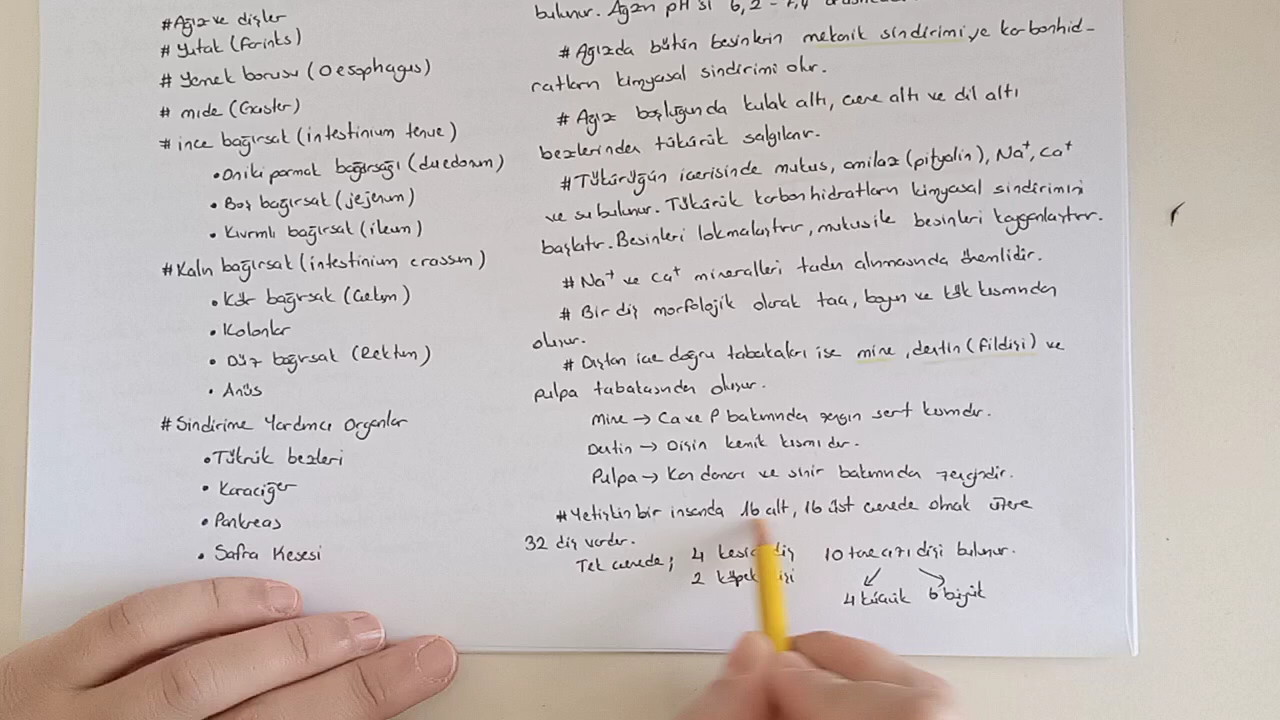 #Ağız ve dişler
# Yutak (farinks)
# Yemek borusu (Oesophagus)
# mide (Gaster)
# ince bağırsak (intestinium tenue)
• Oniki parmak bağırsağı (duedonum)
• Boş bağırsak (jejenum)
• Kıvrımlı bağırsak (ileum)
#Kalın bağırsak (intestinium crassum)
• Kör bağırsak (Caekum)
• Kolonlar
• Düz bağırsak (Rektum)
• Anüs
#Sindirime Yardımcı Organlar
• Tükrük bezleri
• Karaciğer
• Pankreas
• Safra Kesesi
bulunur. Ağzın pH sı 6,2 - 7,4
#Ağızda bütün besinlerin mekanik sindirimi ve karbonhid-
ratların kimyasal sindirimi olur.
#Ağız boşluğunda kulak altı, çene altı ve dil altı
bezlerinden tükürük salgılanır.
#Tükürüğün içerisinde mukus, amilaz (pityalin), Na⁺, Ca⁺
ve su bulunur. Tükürük karbonhidratların kimyasal sindirimini
başlatır. Besinleri lokmalaştırır, mukus ile besinleri kayganlaştırır.
#Na⁺ ve Ca⁺ mineralleri tadın alınmasında önemlidir.
# Bir diş morfolojik olarak taç, boyun ve kök kısmından
oluşur.
# Dıştan içe doğru tabakaları ise mine, dentin (fildişi) ve
pulpa tabakasından oluşur.
Mine → Ca ve P bakımından zengin sert kısımdır.
Dentin → Dişin kemik kısmıdır.
Pulpa → Kan damarı ve sinir bakımından zengindir.
#Yetişkin bir insanda 16 alt, 16 üst çenede olmak üzere
32 diş vardır.
Tek çenede; 4 diş 10 tane azı dişi bulunur.
2 köpek
4 küçük 6 büyük